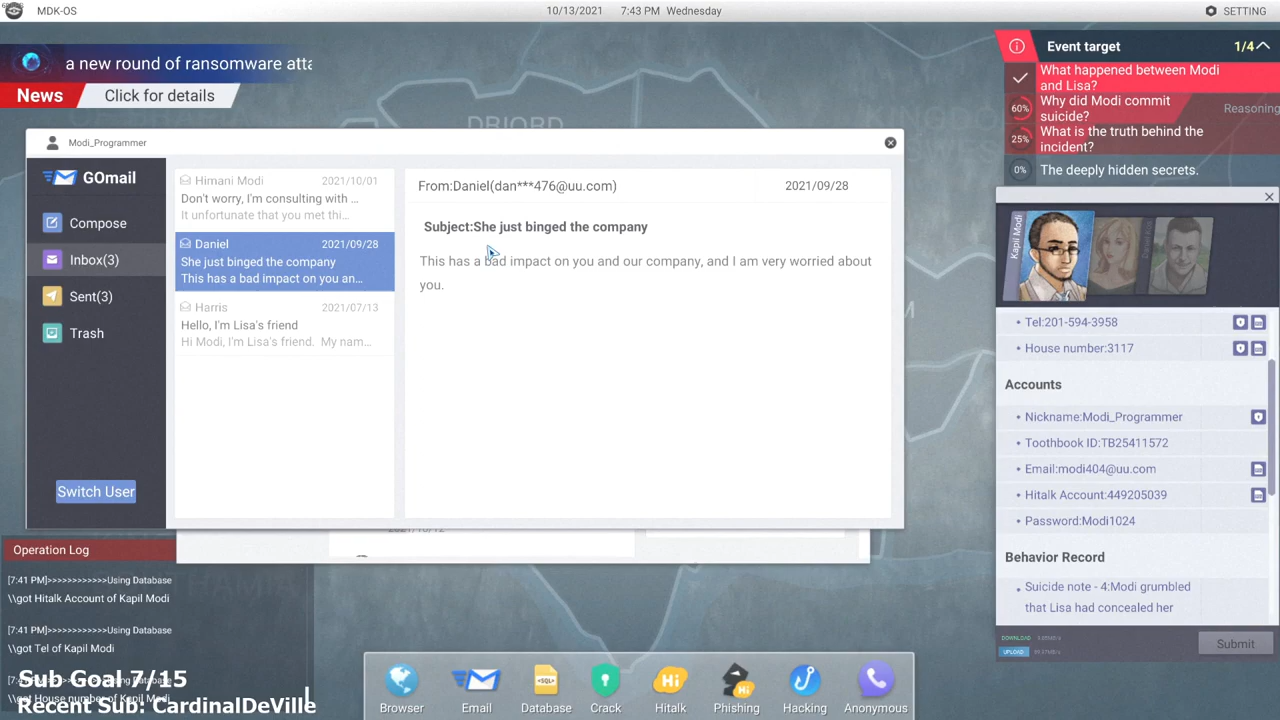 MDK-OS
10/13/2021 7:43 PM Wednesday
SETTING
a new round of ransomware atta
News
Click for details
Event target
1/4
What happened between Modi
and Lisa?
60%
Why did Modi commit
suicide?
Reasoning
25%
What is the truth behind the
incident?
0%
The deeply hidden secrets.
Modi_Programmer
GOmail
Compose
Inbox(3)
Sent(3)
Trash
Switch User
Himani Modi 2021/10/01
Don't worry, I'm consulting with ...
It unfortunate that you met thi...
Daniel 2021/09/28
She just binged the company
This has a bad impact on you an...
Harris 2021/07/13
Hello, I'm Lisa's friend
Hi Modi, I'm Lisa's friend. My nam...
From:Daniel(dan***476@uu.com) 2021/09/28
Subject:She just binged the company
This has a bad impact on you and our company, and I am very worried about
you.
Kapil Modi
Tel:201-594-3958
House number:3117
Accounts
Nickname:Modi_Programmer
Toothbook ID:TB25411572
Email:modi404@uu.com
Hitalk Account:449205039
Password:Modi1024
Behavior Record
Suicide note - 4:Modi grumbled
that Lisa had concealed her
DOWNLOAD
UPLOAD
Submit
Operation Log
[7:41 PM]>>>>>>>>>>>>Using Database
\\got Hitalk Account of Kapil Modi
[7:41 PM]>>>>>>>>>>>>Using Database
\\got Tel of Kapil Modi
\\got House number of Kapil Modi
Sub Goal 7/15
Recent Sub: CardinalDeVille
Browser
Email
Database
Crack
Hitalk
Phishing
Hacking
Anonymous